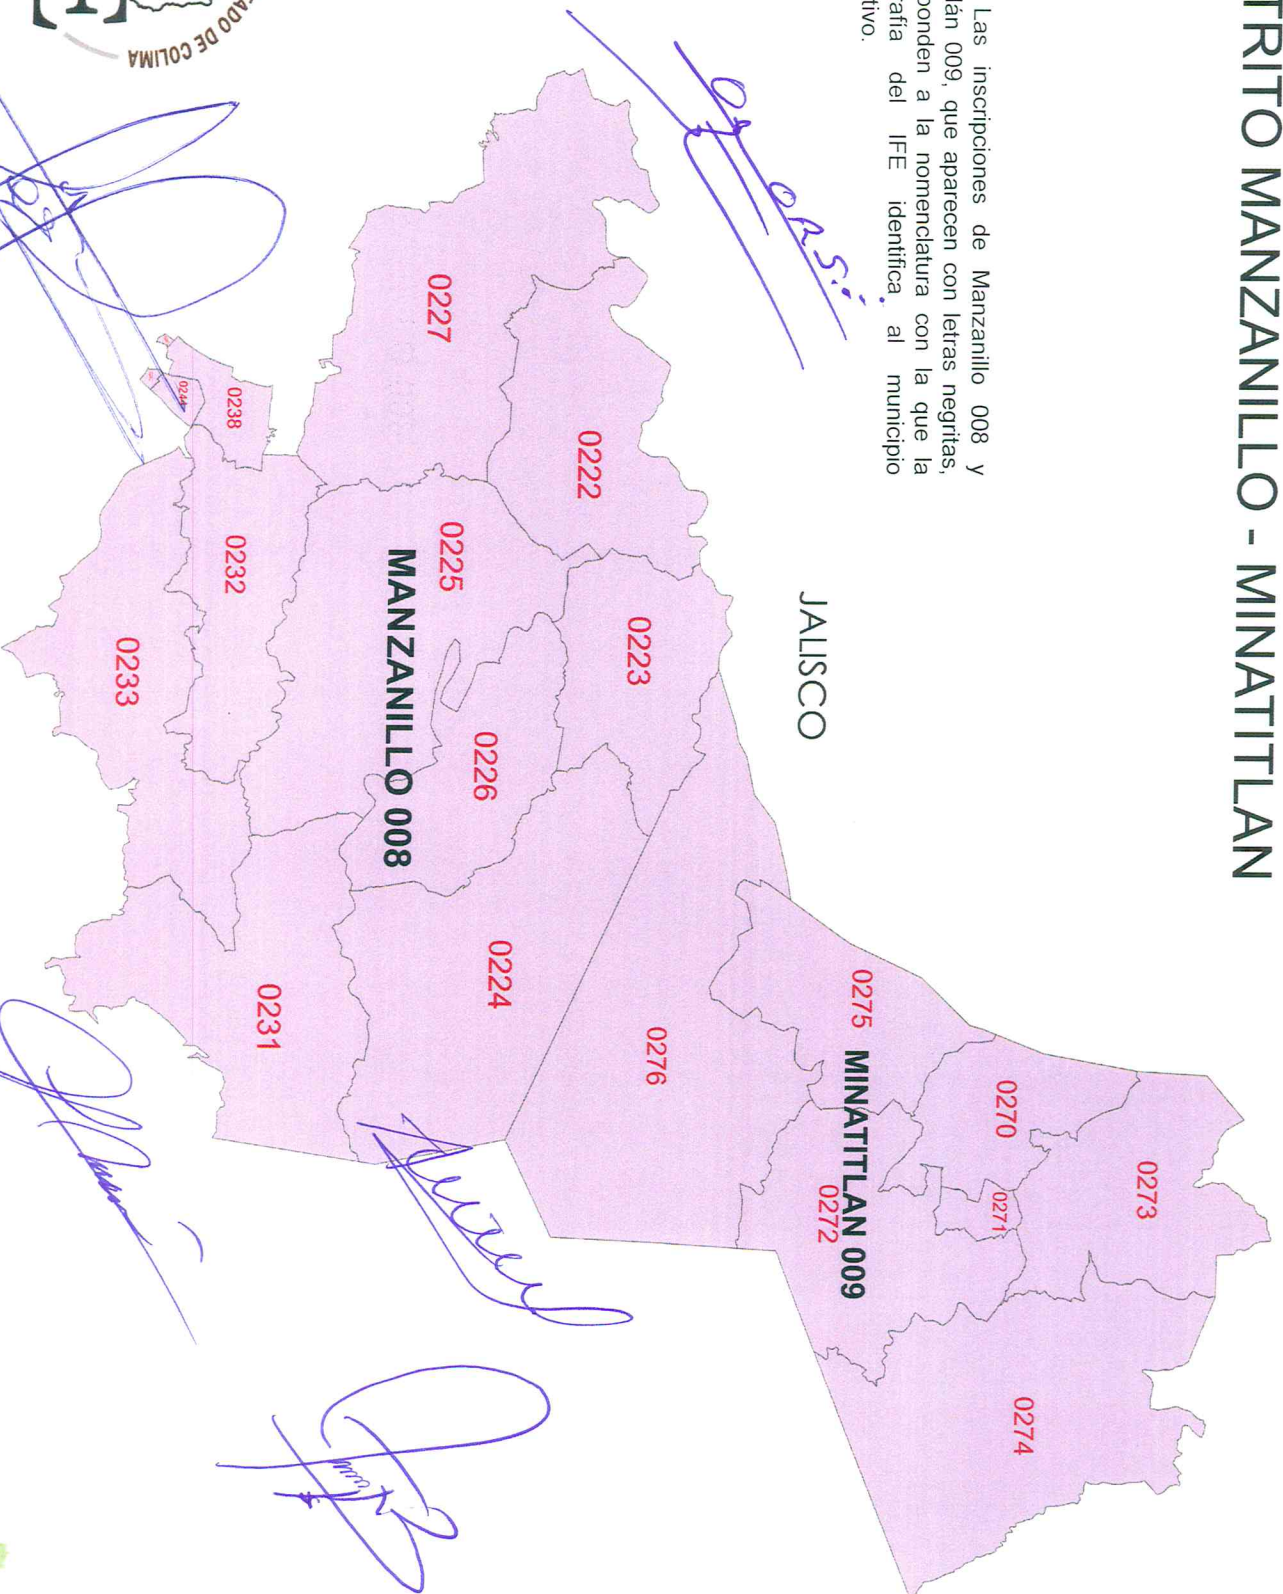 TRITO MANZANILLO - MINATITLAN
Las inscripciones de Manzanillo 008 y
lán 009, que aparecen con letras negritas,
ponden a la nomenclatura con la que la
rafía del IFE identifica al municipio
tivo.
ADO DE COLIMA
JALISCO
0273
0270
0271
0274
0275
MINATITLAN 009
0272
0276
0223
0222
0224
0226
0225
0227
MANZANILLO 008
0231
0232
0238
0244
0233